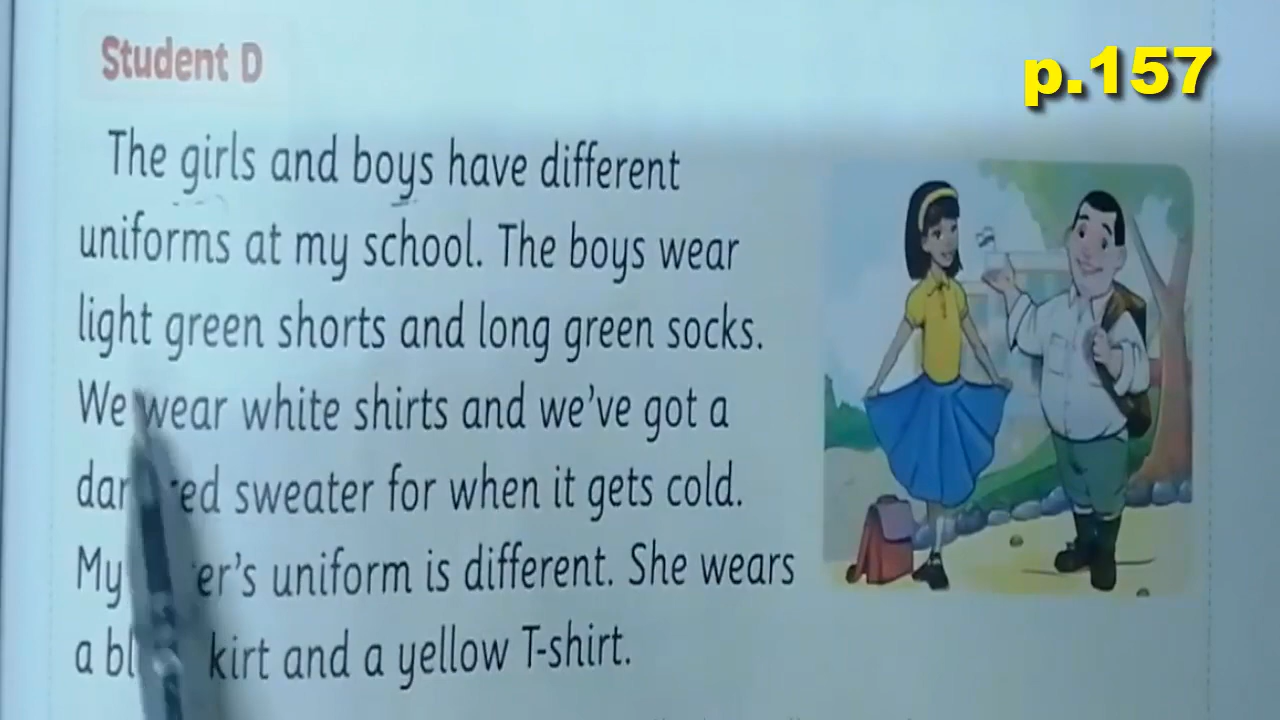 Student D
p.157
The girls and boys have different
uniforms at my school. The boys wear
light green shorts and long green socks.
We wear white shirts and we've got a
sweater for when it gets cold.
My uniform is different. She wears
a and a yellow T-shirt.